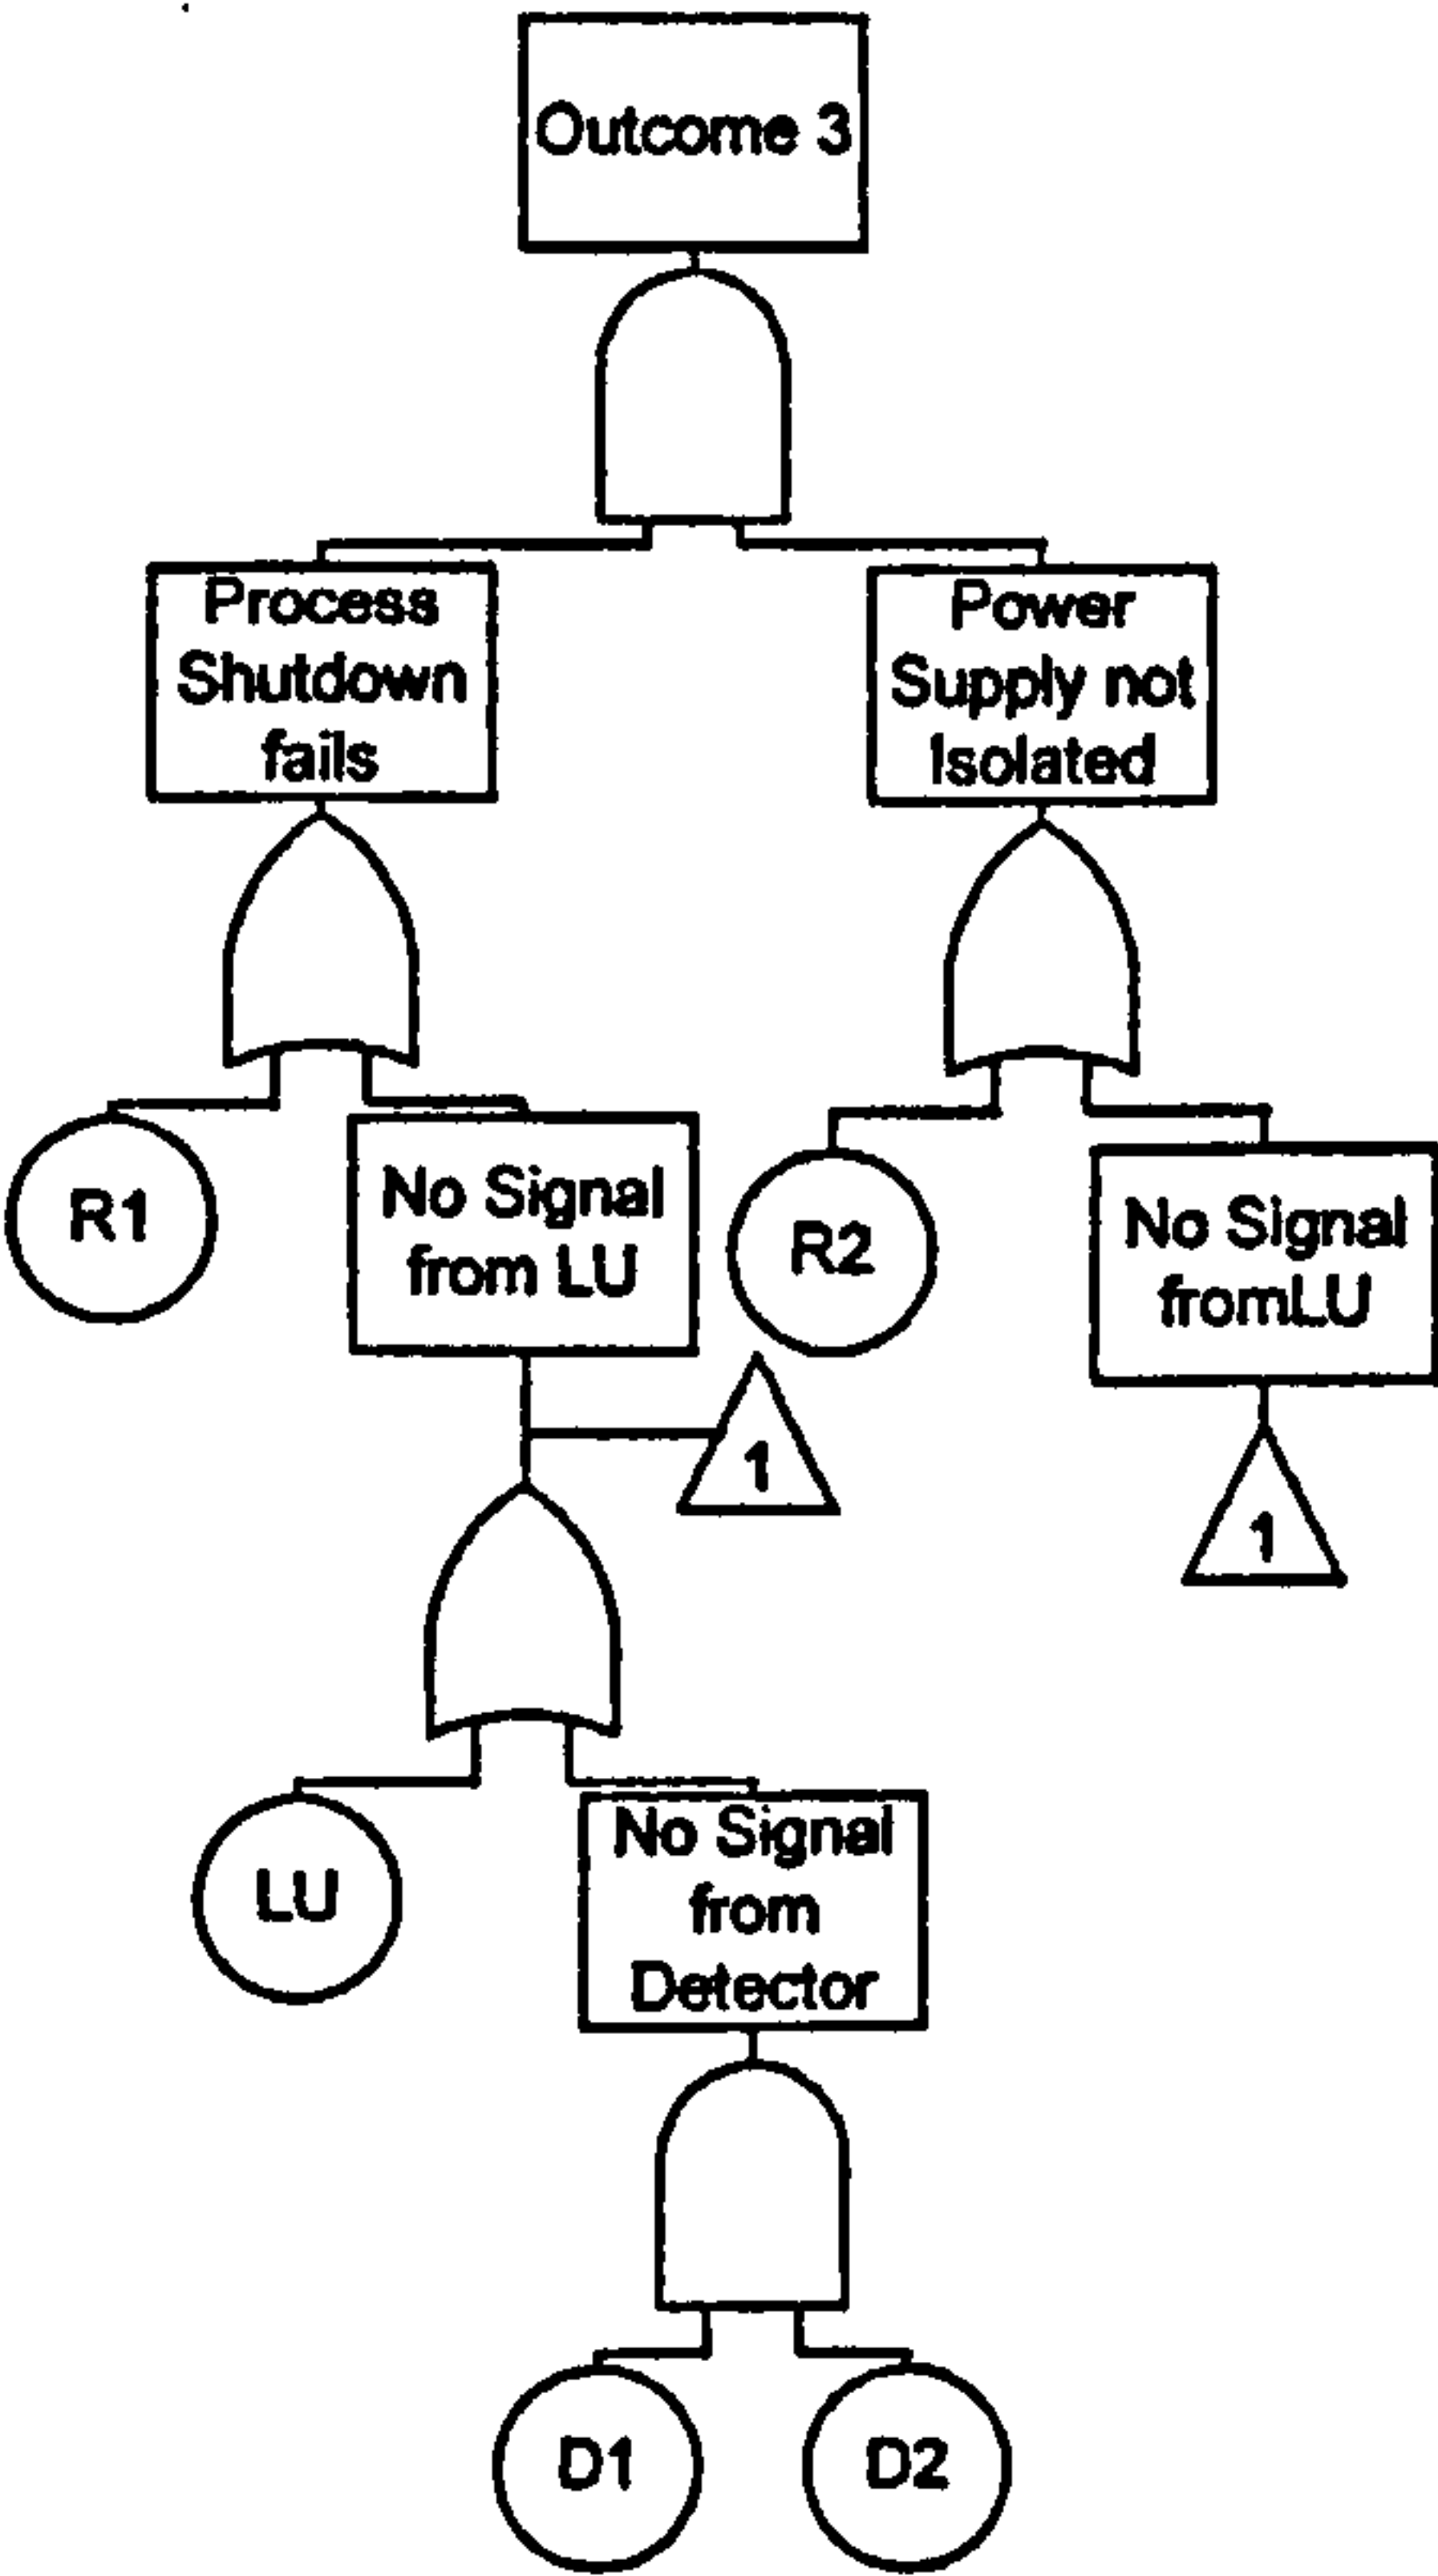 Outcome 3
Process
Shutdown
fails
Power
Supply not
Isolated
R1
No Signal
from LU
R2
No Signal
fromLU
1
1
LU
No Signal
from
Detector
D1
D2